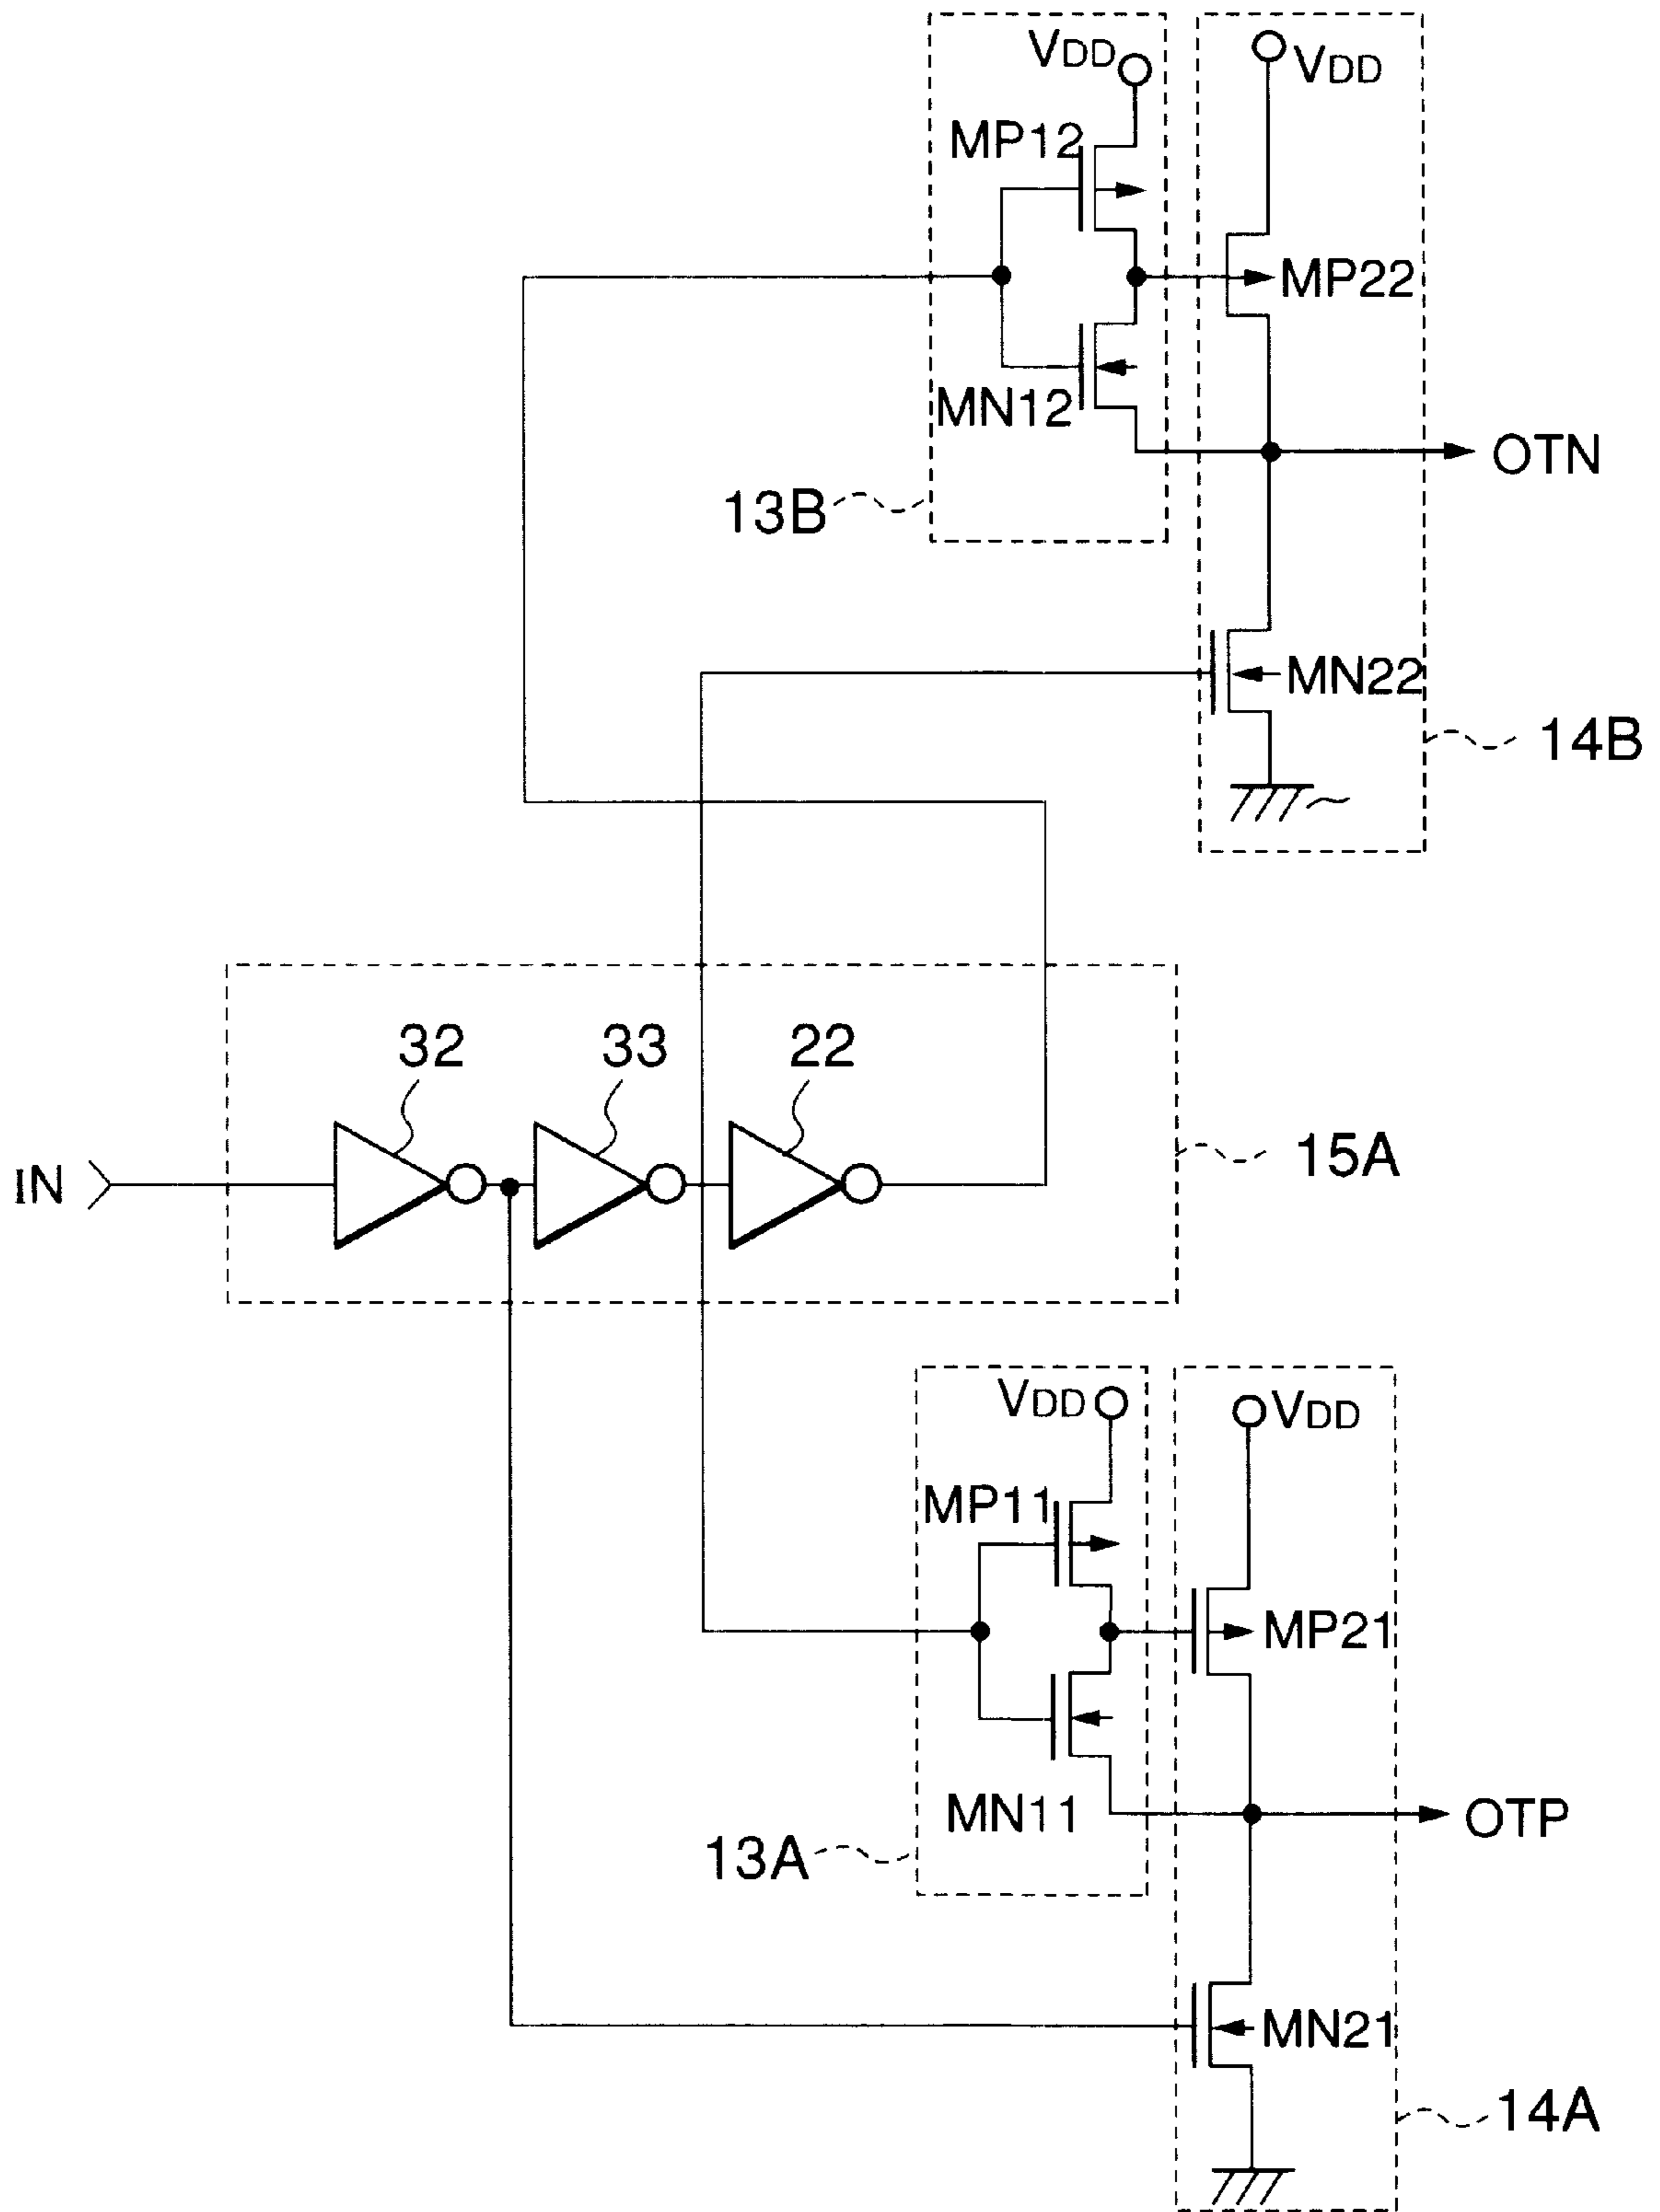 VDD
VDD
MP12
MP22
MN12
OTN
13B
MN22
14B
32
33
22
IN
15A
VDD
VDD
MP11
MP21
MN11
OTP
13A
MN21
14A